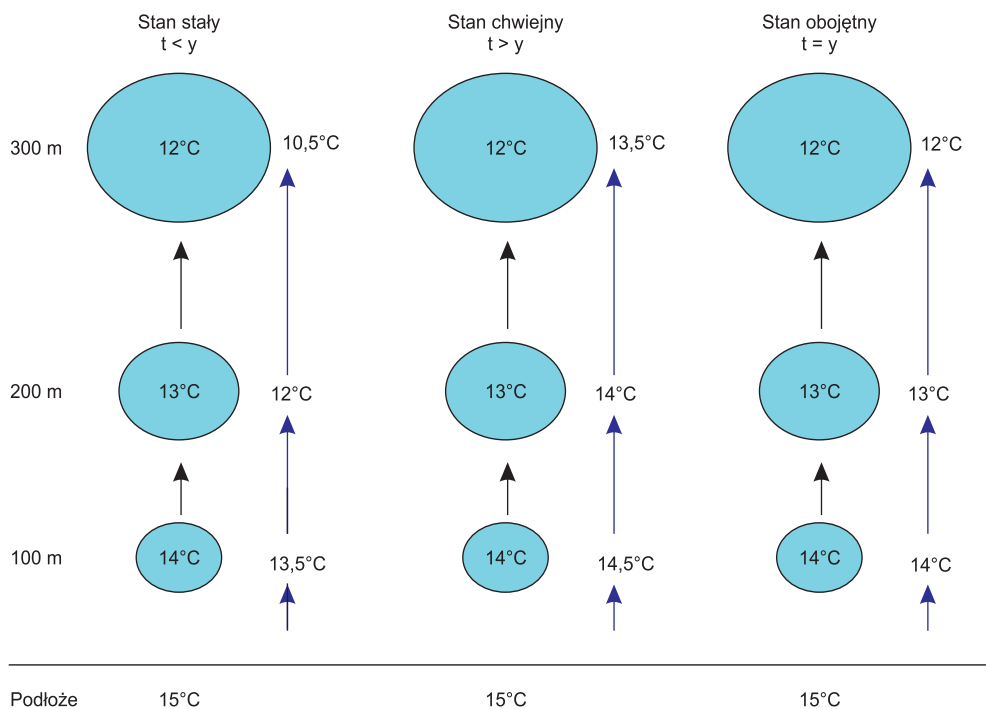 Stan stały
t < y
Stan chwiejny
t > y
Stan obojętny
t = y
300 m
12°C
10,5°C
12°C
13,5°C
12°C
12°C
200 m
13°C
12°C
13°C
14°C
13°C
13°C
100 m
14°C
13,5°C
14°C
14,5°C
14°C
14°C
Podłoże
15°C
15°C
15°C